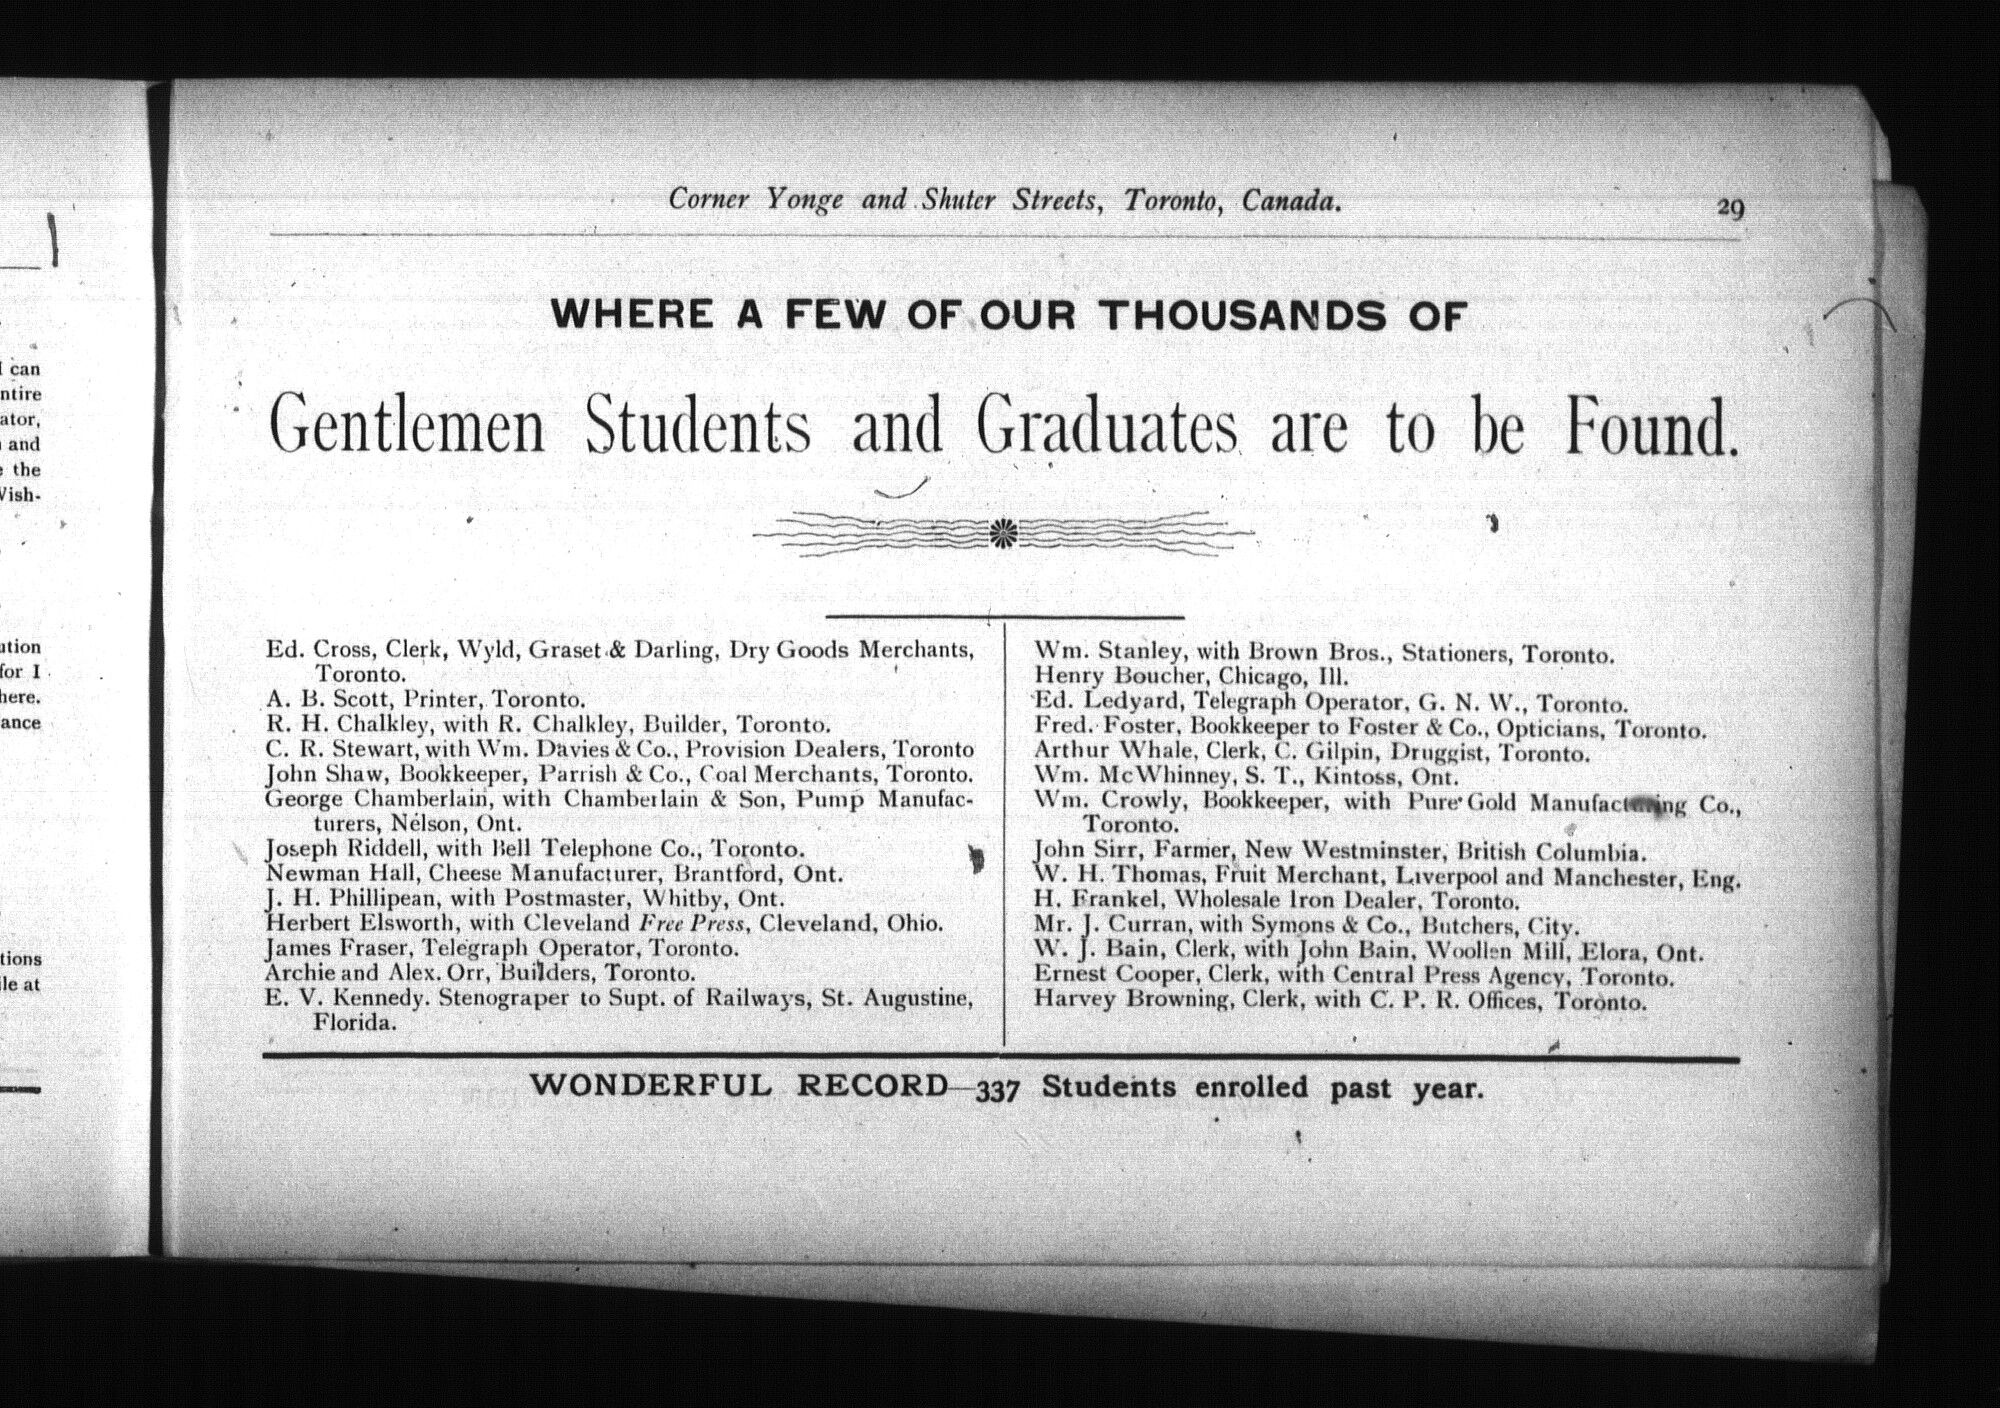 Corner Yonge and Shuter Streets, Toronto, Canada.
29
WHERE A FEW OF OUR THOUSANDS OF
Gentlemen Students and Graduates are to be Found.
Ed. Cross, Clerk, Wyld, Graset & Darling, Dry Goods Merchants,
Toronto.
A. B. Scott, Printer, Toronto.
R. H. Chalkley, with R. Chalkley, Builder, Toronto.
C. R. Stewart, with Wm. Davies & Co., Provision Dealers, Toronto
John Shaw, Bookkeeper, Parrish & Co., Coal Merchants, Toronto.
George Chamberlain, with Chamberlain & Son, Pump Manufac-
turers, Nelson, Ont.
Joseph Riddell, with Bell Telephone Co., Toronto.
Newman Hall, Cheese Manufacturer, Brantford, Ont.
J. H. Phillipean, with Postmaster, Whitby, Ont.
Herbert Elsworth, with Cleveland Free Press, Cleveland, Ohio.
James Fraser, Telegraph Operator, Toronto.
Archie and Alex. Orr, Builders, Toronto.
E. V. Kennedy. Stenograper to Supt. of Railways, St. Augustine,
Florida.
Wm. Stanley, with Brown Bros., Stationers, Toronto.
Henry Boucher, Chicago, Ill.
Ed. Ledyard, Telegraph Operator, G. N. W., Toronto.
Fred. Foster, Bookkeeper to Foster & Co., Opticians, Toronto.
Arthur Whale, Clerk, C. Gilpin, Druggist, Toronto.
Wm. McWhinney, S. T., Kintoss, Ont.
Wm. Crowly, Bookkeeper, with Pure Gold Manufacturing Co.,
Toronto.
John Sirr, Farmer, New Westminster, British Columbia.
W. H. Thomas, Fruit Merchant, Liverpool and Manchester, Eng.
H. Frankel, Wholesale Iron Dealer, Toronto.
Mr. J. Curran, with Symons & Co., Butchers, City.
W. J. Bain, Clerk, with John Bain, Woollen Mill, Elora, Ont.
Ernest Cooper, Clerk, with Central Press Agency, Toronto.
Harvey Browning, Clerk, with C. P. R. Offices, Toronto.
WONDERFUL RECORD—337 Students enrolled past year.
can
and
the
for I